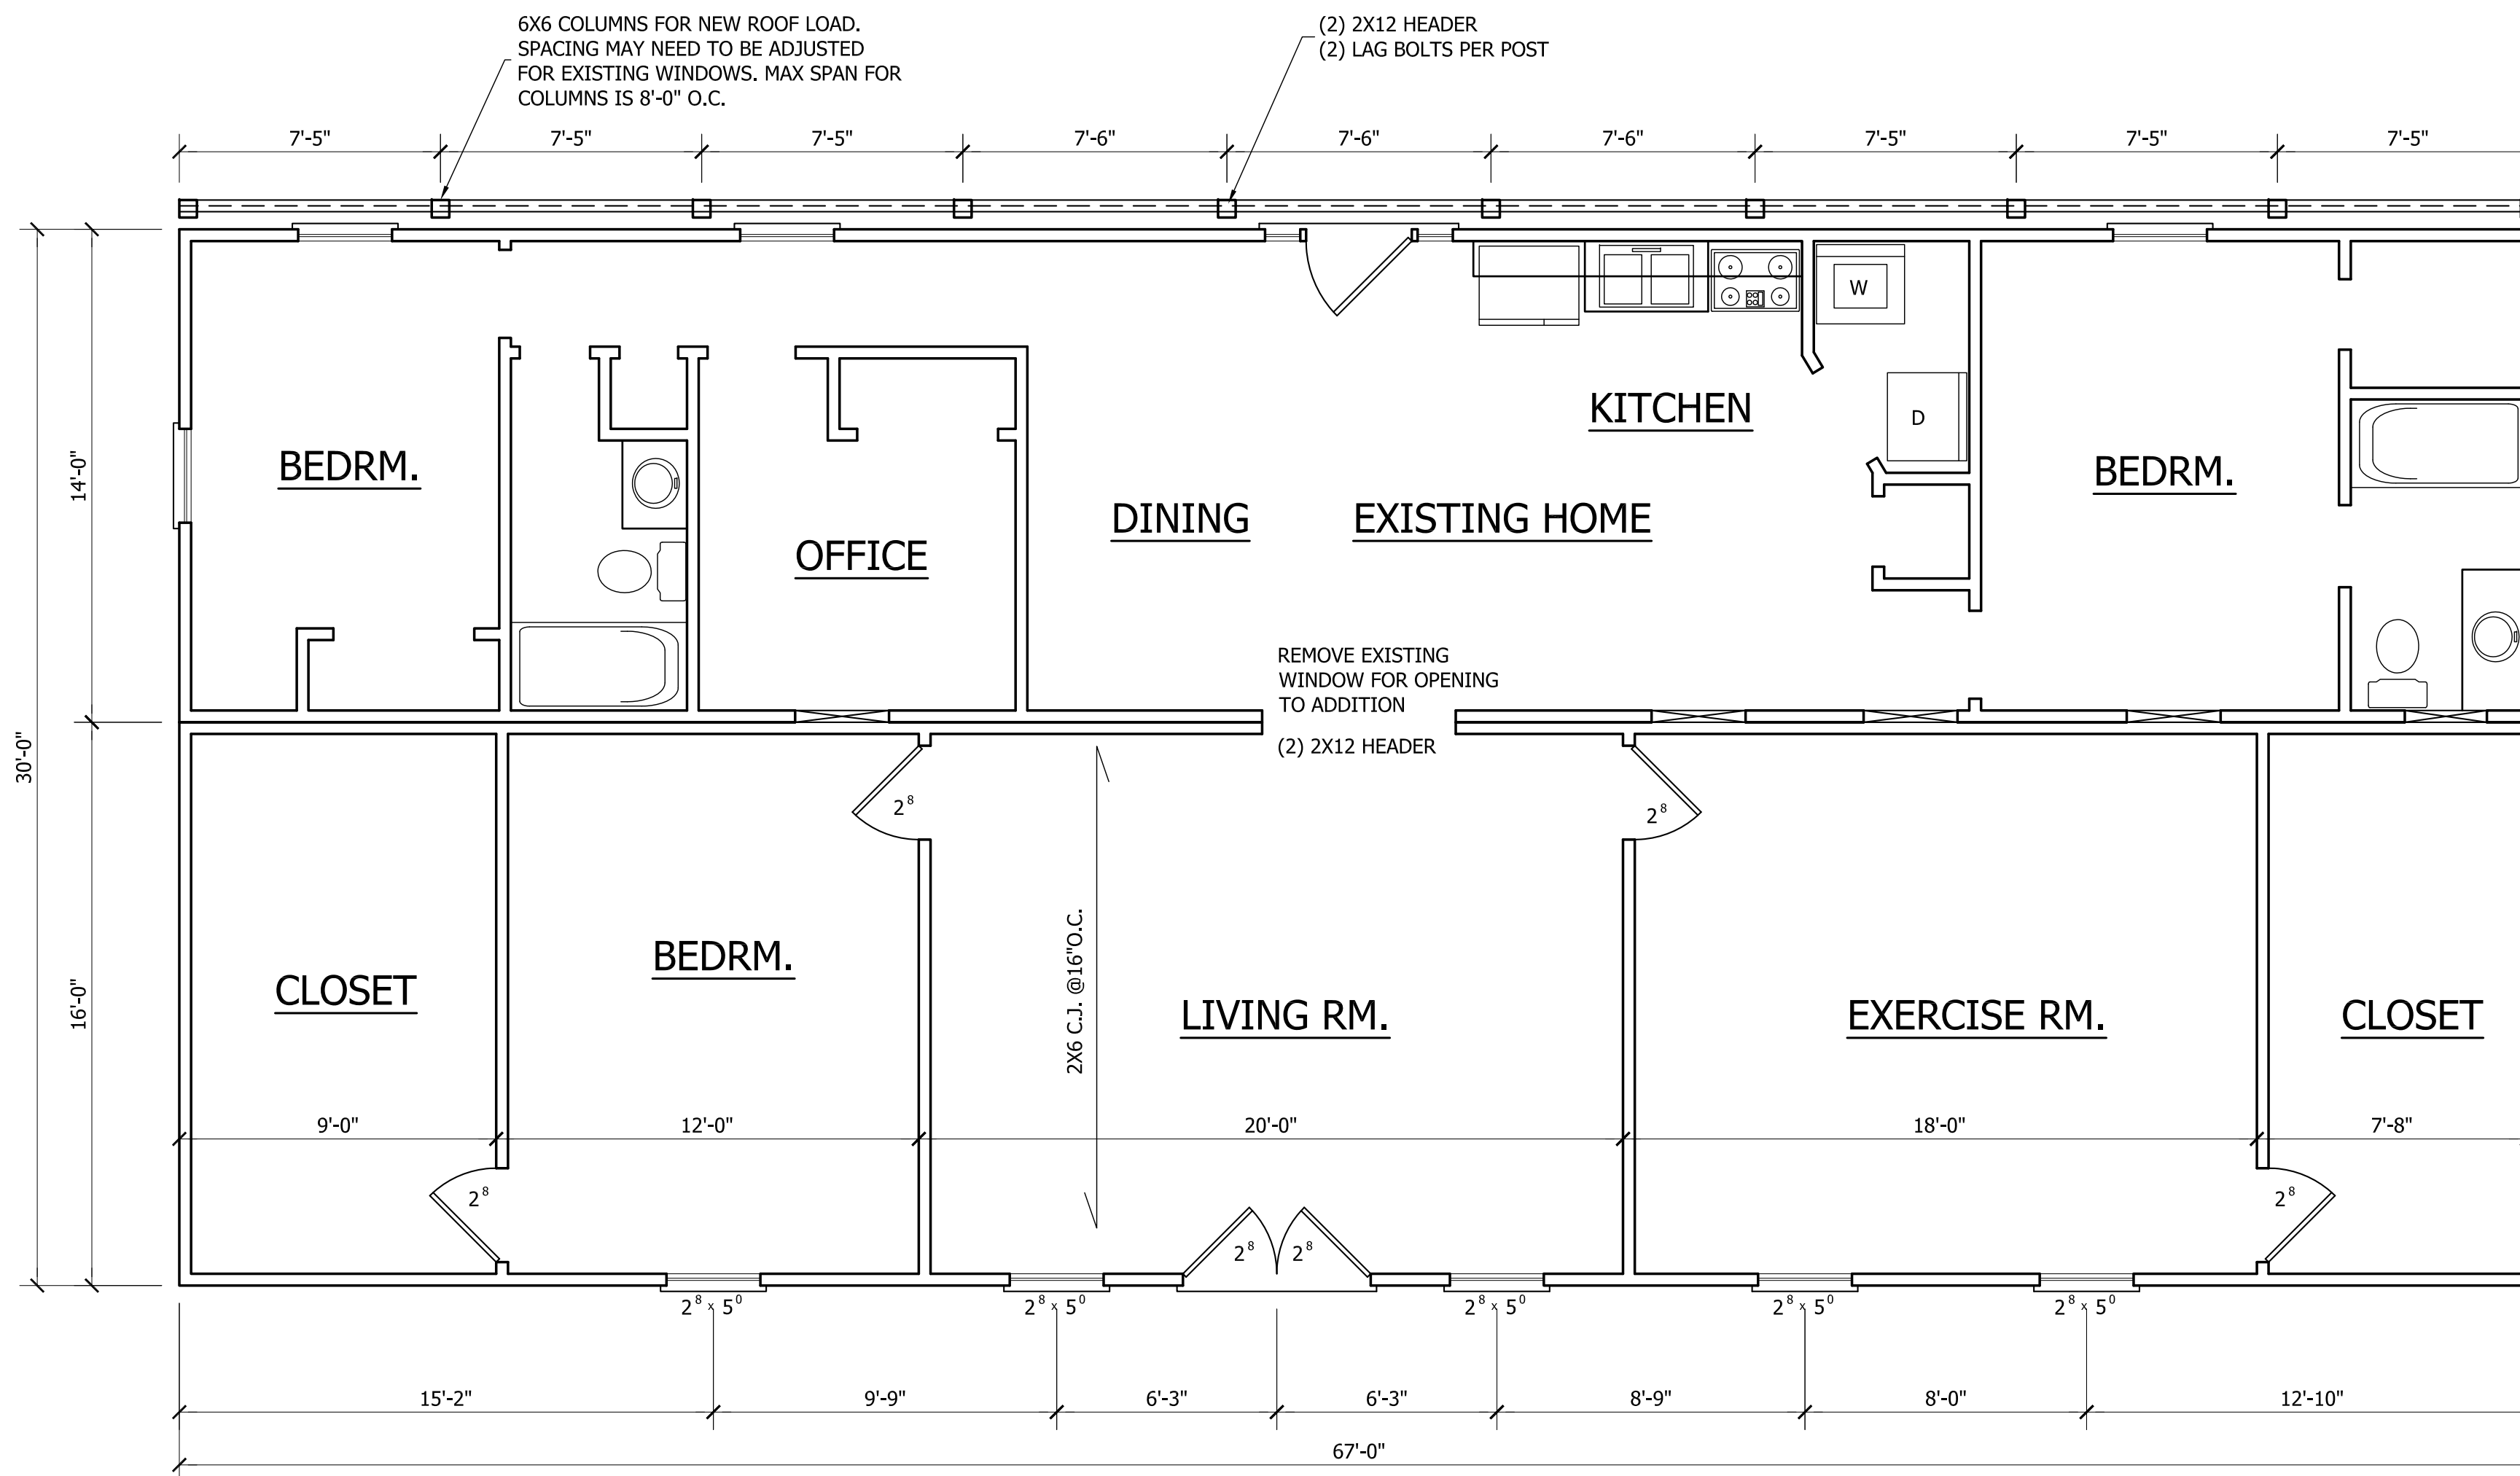 6X6 COLUMNS FOR NEW ROOF LOAD.
SPACING MAY NEED TO BE ADJUSTED
FOR EXISTING WINDOWS. MAX SPAN FOR
COLUMNS IS 8'-0" O.C.
(2) 2X12 HEADER
(2) LAG BOLTS PER POST
7'-5"
7'-5"
7'-5"
7'-6"
7'-6"
7'-6"
7'-5"
7'-5"
7'-5"
W
KITCHEN
D
BEDRM.
BEDRM.
14'-0"
DINING
EXISTING HOME
OFFICE
REMOVE EXISTING
WINDOW FOR OPENING
TO ADDITION
(2) 2X12 HEADER
30'-0"
2⁸
2⁸
BEDRM.
CLOSET
2X6 C.J. @16"O.C.
LIVING RM.
EXERCISE RM.
CLOSET
16'-0"
9'-0"
12'-0"
20'-0"
18'-0"
7'-8"
2⁸
2⁸
2⁸
2⁸
2⁸ x 5⁰
2⁸ x 5⁰
2⁸ x 5⁰
2⁸ x 5⁰
2⁸ x 5⁰
15'-2"
9'-9"
6'-3"
6'-3"
8'-9"
8'-0"
12'-10"
67'-0"